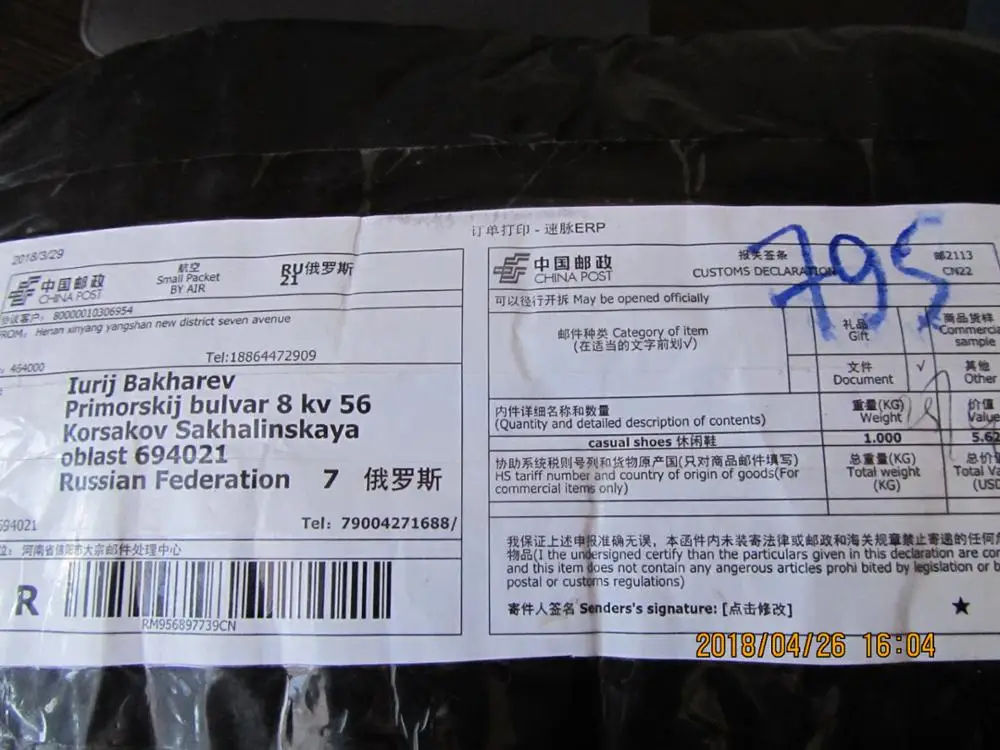 订单打印 - 速脉ERP
2018/3/29
中国邮政
CHINA POST
航空
Small Packet
BY AIR
RU俄罗斯
21
协议客户: 80000010306954
FROM: Henan xinyang yangshan new district seven avenue
Tel:18864472909
: 464000
Iurij Bakharev
Primorskij bulvar 8 kv 56
Korsakov Sakhalinskaya
oblast 694021
Russian Federation 7 俄罗斯
694021
Tel: 79004271688/
位: 河南省信阳市大宗邮件处理中心
R
RM956897739CN
中国邮政
CHINA POST
报关签条
CUSTOMS DECLARATION
邮2113
CN22
795
可以径行开拆 May be opened officially
邮件种类 Category of item
(在适当的文字前划√)
礼品
Gift
商品货样
Commercial
sample
文件
Document
√
其他
Other
内件详细名称和数量
(Quantity and detailed description of contents)
重量(KG)
Weight
价值
Value
casual shoes 休闲鞋
1.000
5.62
协助系统税则号列和货物原产国(只对商品邮件填写)
HS tariff number and country of origin of goods(For
commercial items only)
总重量(KG)
Total weight
(KG)
总价值
Total Va
(USD
我保证上述申报准确无误，本函件内未装寄法律或邮政和海关规章禁止寄递的任何危
物品(I the undersigned certify than the particulars given in this declaration are cor
and this item does not contain any angerous articles prohi bited by legislation or b
postal or customs regulations)
寄件人签名 Senders's signature: [点击修改]
★
2018/04/26 16:04